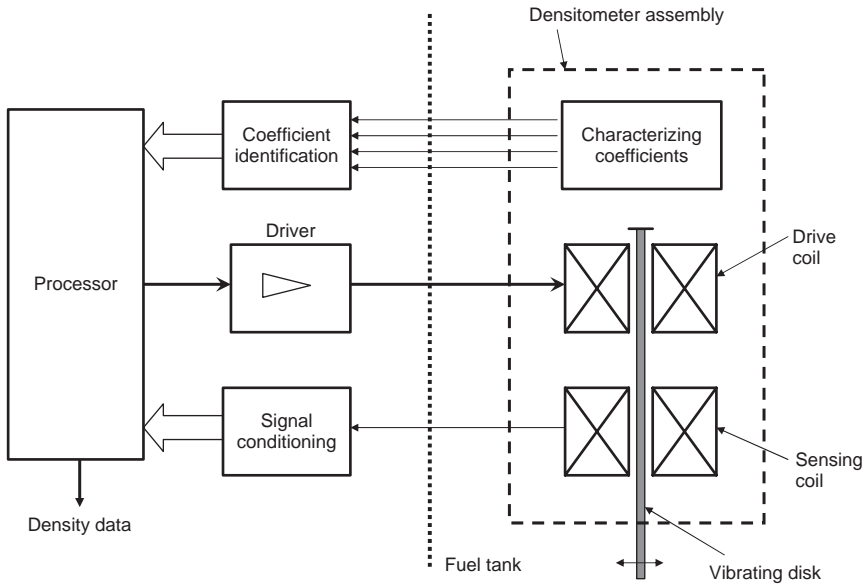 Densitometer assembly
Coefficient
identification
Characterizing
coefficients
Driver
Drive
coil
Processor
Signal
conditioning
Sensing
coil
Density data
Fuel tank
Vibrating disk